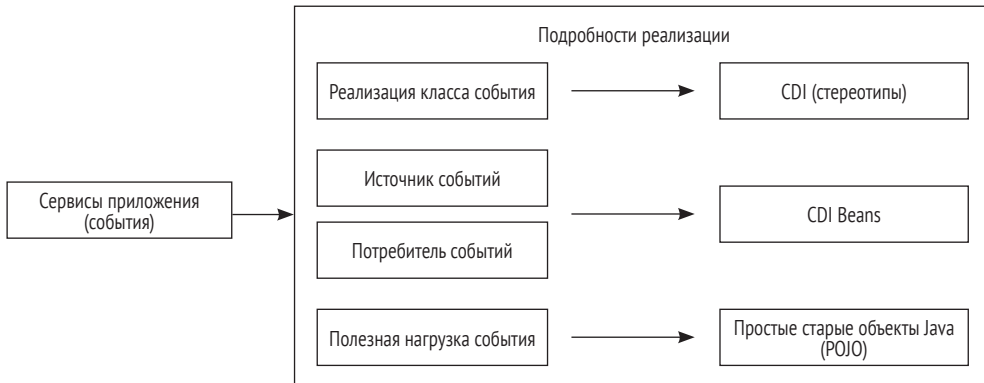 Подробности реализации
Реализация класса события
CDI (стереотипы)
Сервисы приложения
(события)
Источник событий
Потребитель событий
CDI Beans
Полезная нагрузка события
Простые старые объекты Java
(POJO)